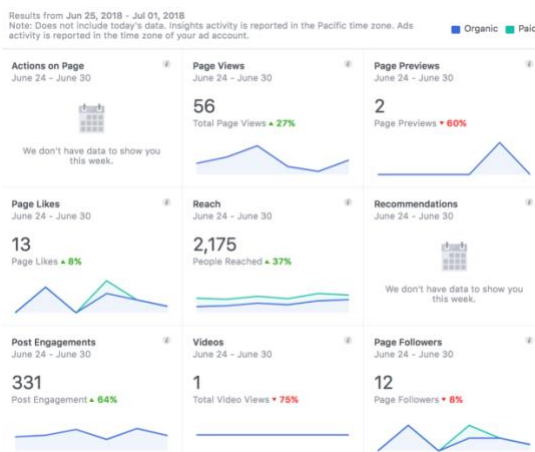 Results from Jun 25, 2018 - Jul 01, 2018
Note: Does not include today's data. Insights activity is reported in the Pacific time zone. Ads
activity is reported in the time zone of your ad account.
Organic Paid
Actions on Page
June 24 - June 30
We don't have data to show you
this week.
Page Views
June 24 - June 30
56
Total Page Views ▲ 27%
Page Previews
June 24 - June 30
2
Page Previews ▼ 60%
Page Likes
June 24 - June 30
13
Page Likes ▲ 8%
Reach
June 24 - June 30
2,175
People Reached ▲ 37%
Recommendations
June 24 - June 30
We don't have data to show you
this week.
Post Engagements
June 24 - June 30
331
Post Engagement ▲ 64%
Videos
June 24 - June 30
1
Total Video Views ▼ 75%
Page Followers
June 24 - June 30
12
Page Followers ▼ 8%